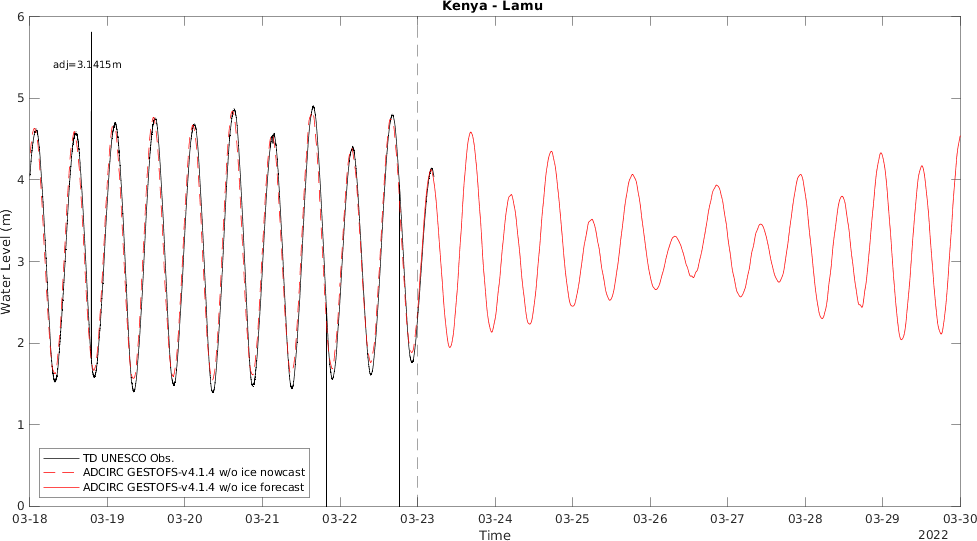 Kenya - Lamu
6
adj=3.1415m
5
4
3
2
1
0
Water Level (m)
TD UNESCO Obs.
ADCIRC GESTOFS-v4.1.4 w/o ice nowcast
ADCIRC GESTOFS-v4.1.4 w/o ice forecast
03-18 03-19 03-20 03-21 03-22 03-23 03-24 03-25 03-26 03-27 03-28 03-29 03-30
Time
2022